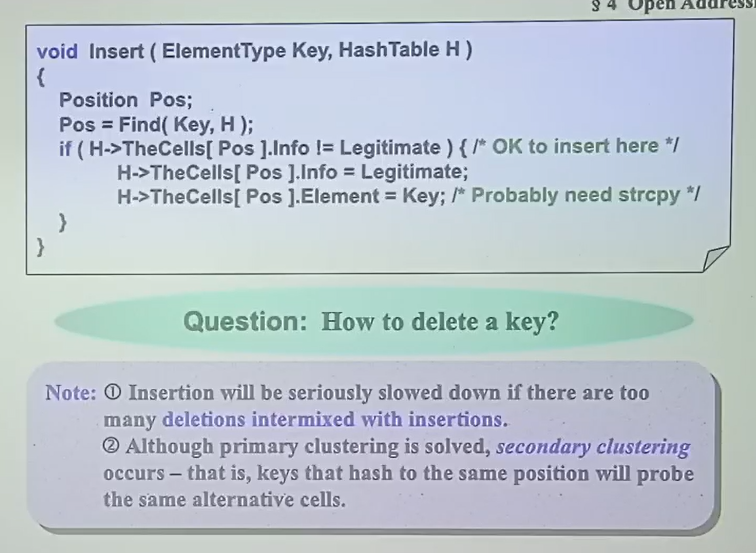 § 4 Open Address
void Insert ( ElementType Key, HashTable H )
{
Position Pos;
Pos = Find( Key, H );
if ( H->TheCells[ Pos ].Info != Legitimate ) { /* OK to insert here */
H->TheCells[ Pos ].Info = Legitimate;
H->TheCells[ Pos ].Element = Key; /* Probably need strcpy */
}
}
Question: How to delete a key?
Note: ① Insertion will be seriously slowed down if there are too
many deletions intermixed with insertions.
② Although primary clustering is solved, secondary clustering
occurs – that is, keys that hash to the same position will probe
the same alternative cells.